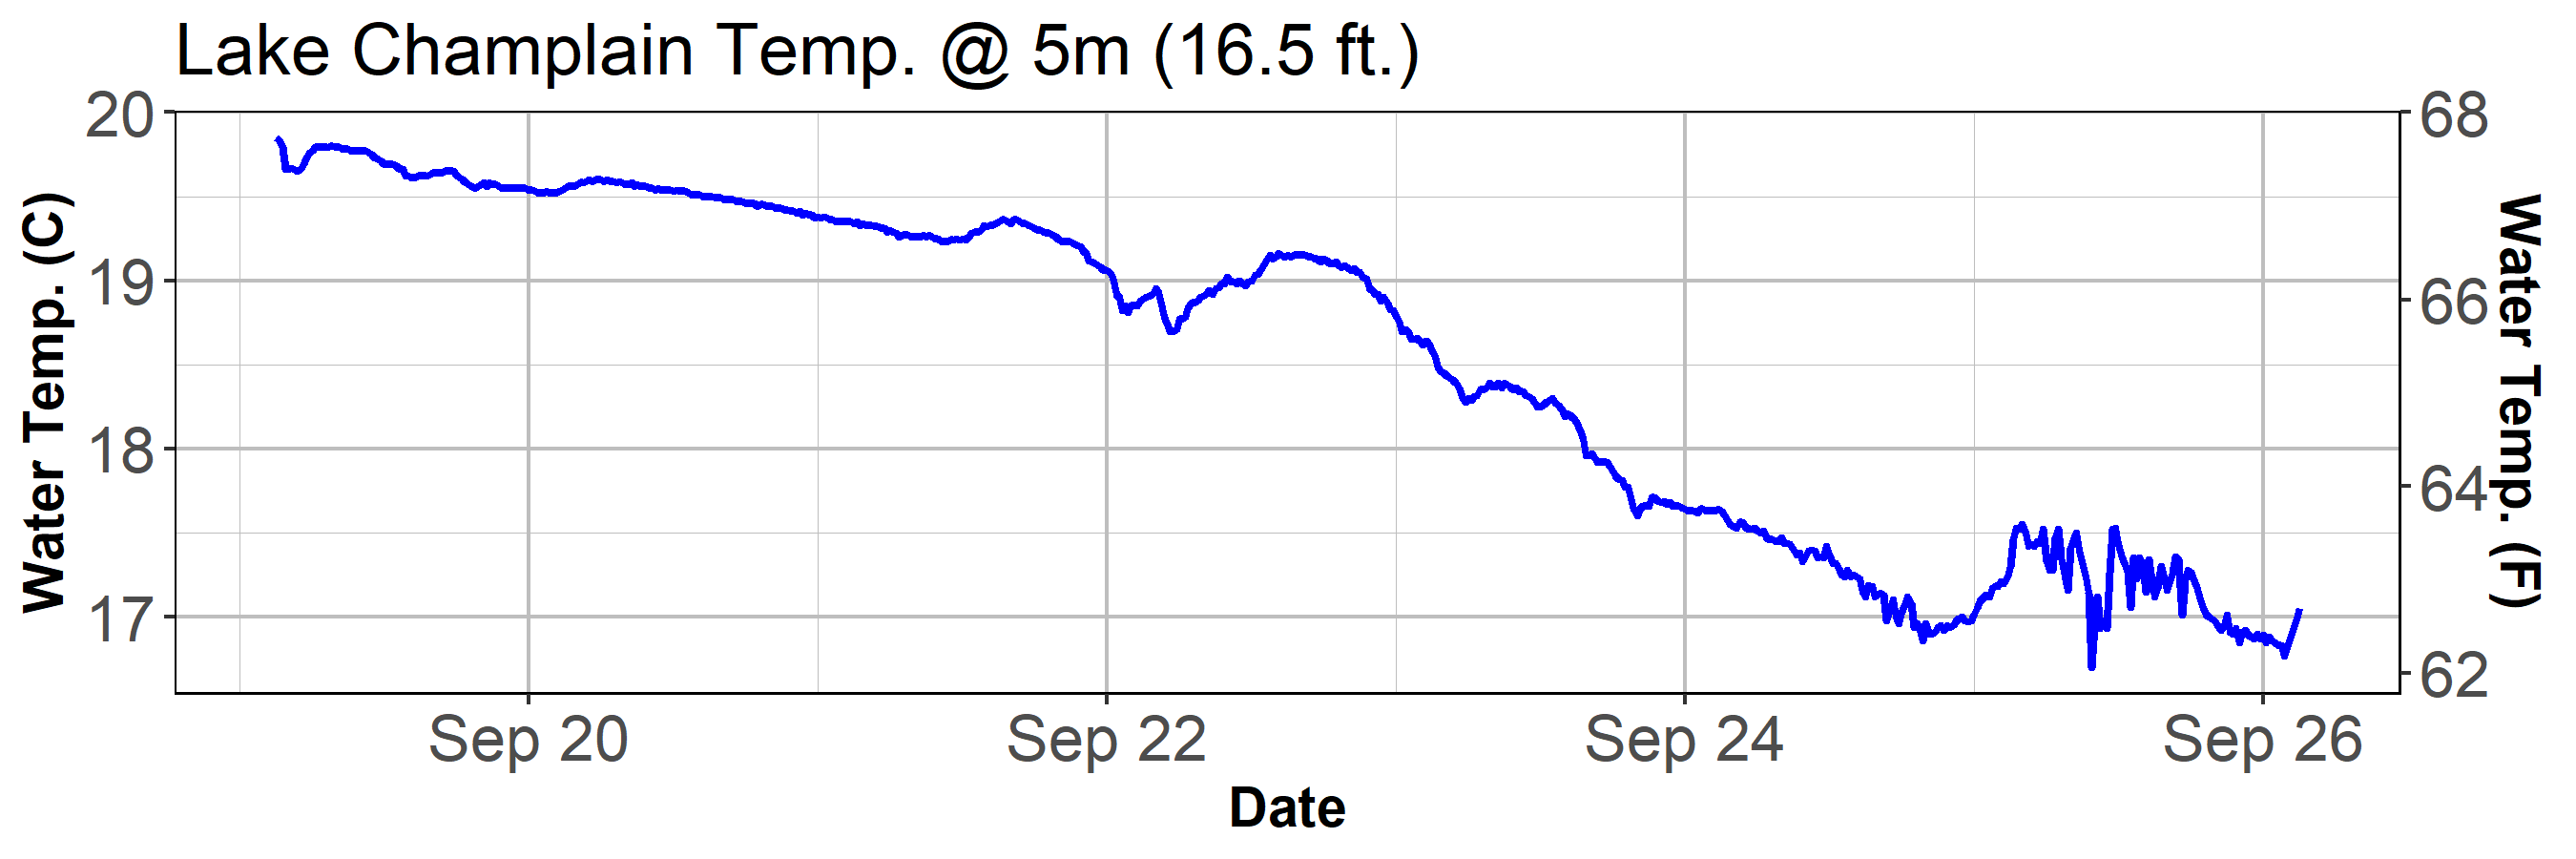 Lake Champlain Temp. @ 5m (16.5 ft.)
Water Temp. (C)
20
19
18
17
68
66
64
62
Water Temp. (F)
Sep 20
Sep 22
Sep 24
Sep 26
Date